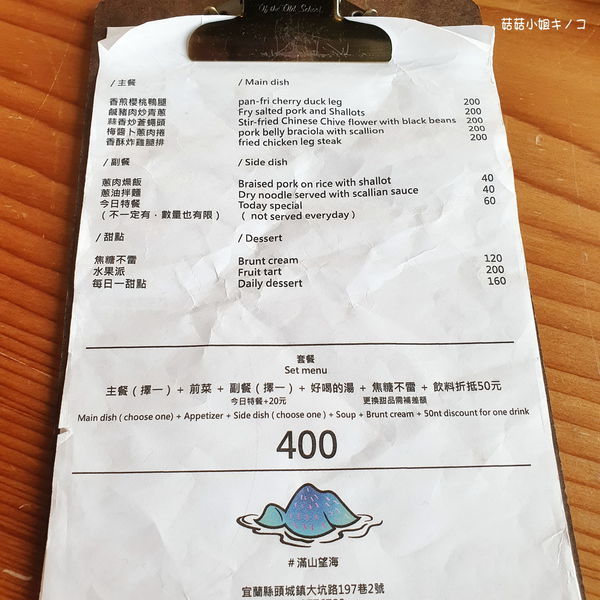 Of the Old School
菇菇小姐キノコ
/主餐 / Main dish
香煎櫻桃鴨腿 pan-fri cherry duck leg 200
鹹豬肉炒青蔥 Fry salted pork and Shallots 200
蒜香炒蒼蠅頭 Stir-fried Chinese Chive flower with black beans 200
梅醬卜蔥肉捲 pork belly braciola with scallion 200
香酥炸雞腿排 fried chicken leg steak 200
/副餐 / Side dish
蔥肉燥飯 Braised pork on rice with shallot 40
蔥油拌麵 Dry noodle served with scallian sauce 40
今日特餐 Today special 60
(不一定有,數量也有限) ( not served everyday )
/甜點 / Dessert
焦糖不雷 Brunt cream 120
水果派 Fruit tart 200
每日一甜點 Daily dessert 160
套餐
Set menu
主餐(擇一)+ 前菜 + 副餐(擇一)+ 好喝的湯 + 焦糖不雷 + 飲料折抵50元
今日特餐+20元 更換甜品需補差額
Main dish ( choose one) + Appetizer + Side dish ( choose one ) + Soup + Brunt cream + 50nt discount for one drink
400
#滿山望海
宜蘭縣頭城鎮大坑路197巷2號